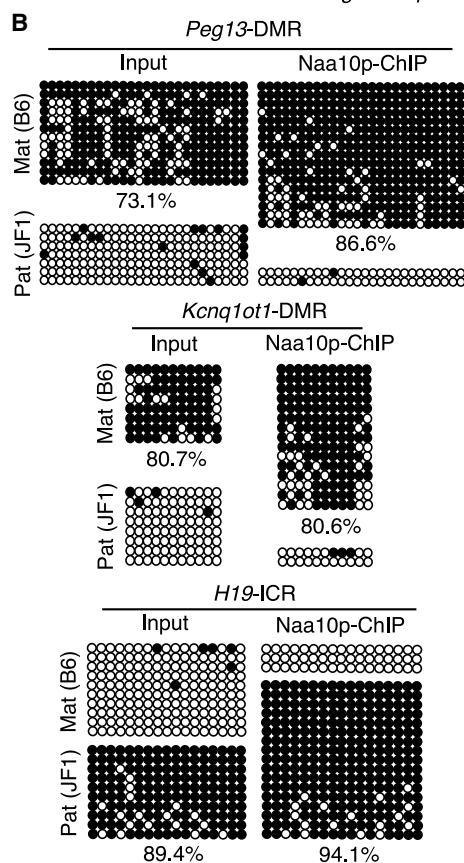 B
Peg13-DMR
Input Naa10p-ChIP
Mat (B6)
73.1% 86.6%
Pat (JF1)
Kcnq1ot1-DMR
Input Naa10p-ChIP
Mat (B6)
80.7% 80.6%
Pat (JF1)
H19-ICR
Input Naa10p-ChIP
Mat (B6)
Pat (JF1)
89.4% 94.1%